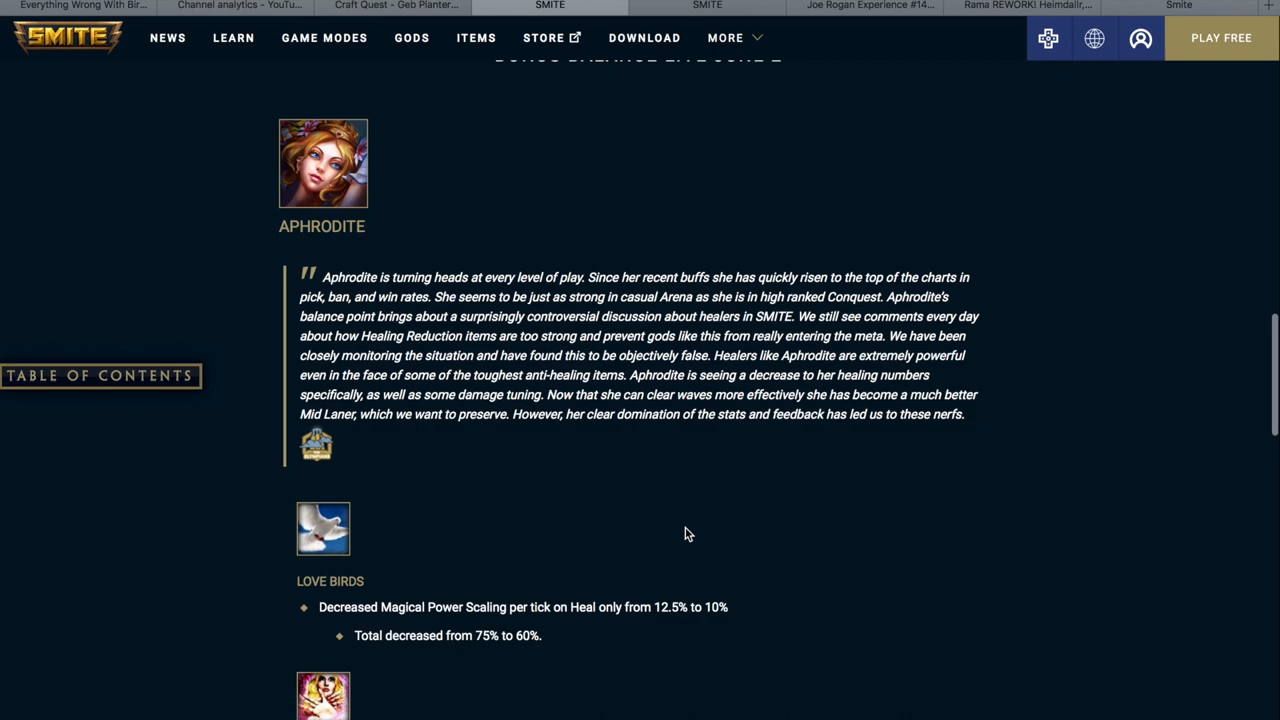 Everything Wrong With Bir... Channel analytics - YouTu... Craft Quest - Geb Planter... SMITE SMITE Joe Rogan Experience #14... Rama REWORK! Heimdallr,... Smite
SMITE NEWS LEARN GAME MODES GODS ITEMS STORE DOWNLOAD MORE PLAY FREE
APHRODITE
" Aphrodite is turning heads at every level of play. Since her recent buffs she has quickly risen to the top of the charts in
pick, ban, and win rates. She seems to be just as strong in casual Arena as she is in high ranked Conquest. Aphrodite's
balance point brings about a surprisingly controversial discussion about healers in SMITE. We still see comments every day
about how Healing Reduction items are too strong and prevent gods like this from really entering the meta. We have been
closely monitoring the situation and have found this to be objectively false. Healers like Aphrodite are extremely powerful
even in the face of some of the toughest anti-healing items. Aphrodite is seeing a decrease to her healing numbers
specifically, as well as some damage tuning. Now that she can clear waves more effectively she has become a much better
Mid Laner, which we want to preserve. However, her clear domination of the stats and feedback has led us to these nerfs.
TABLE OF CONTENTS
LOVE BIRDS
Decreased Magical Power Scaling per tick on Heal only from 12.5% to 10%
Total decreased from 75% to 60%.